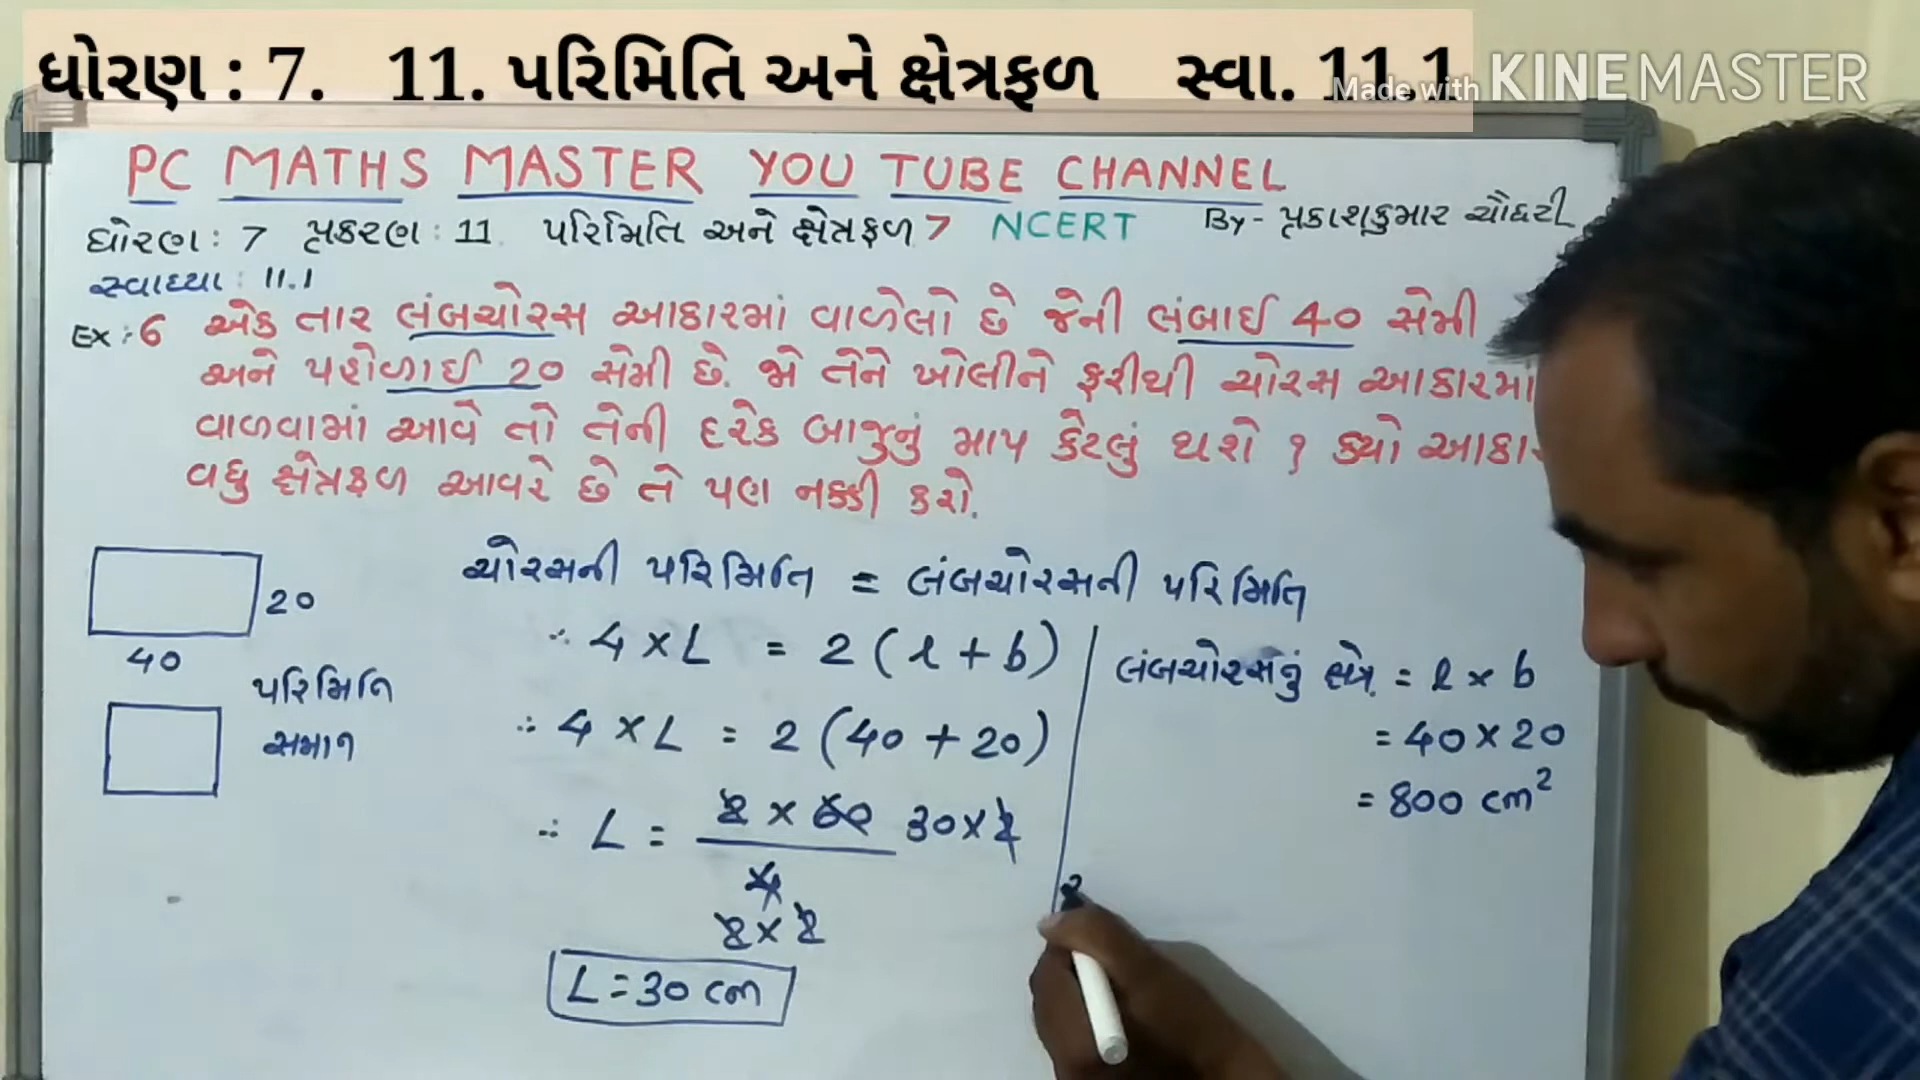 ધોરણ : 7. 11. પરિમિતિ અને ક્ષેત્રફળ સ્વા. 11.1
Made with KINEMASTER
PC MATHS MASTER YOU TUBE CHANNEL
ધોરણ : 7 પ્રકરણ : 11 પરિમિતિ અને ક્ષેત્રફળ 7 NCERT By - પ્રકાશકુમાર ચૌધરી
સ્વાધ્યા : 11.1
Ex : 6 એક તાર લંબચોરસ આકારમાં વાળેલો છે જેની લંબાઈ 40 સેમી
અને પહોળાઈ 20 સેમી છે. જો તેને ખોલીને ફરીથી ચોરસ આકારમાં
વાળવામાં આવે તો તેની દરેક બાજુનું માપ કેટલું થશે ? ક્યો
વધુ ક્ષેત્રફળ આવરે છે તે પણ નક્કી કરો.
20
40
પરિમિતિ
સમાન
ચોરસની પરિમિતિ = લંબચોરસની પરિમિતિ
∴ 4 × L = 2 ( l + b )
∴ 4 × L = 2 (40 + 20)
∴ L = 2 × 60 30 × 2
4
2 × 2
L = 30 cm
લંબચોરસનું ક્ષેત્ર. = l × b
= 40 × 20
= 800 cm²